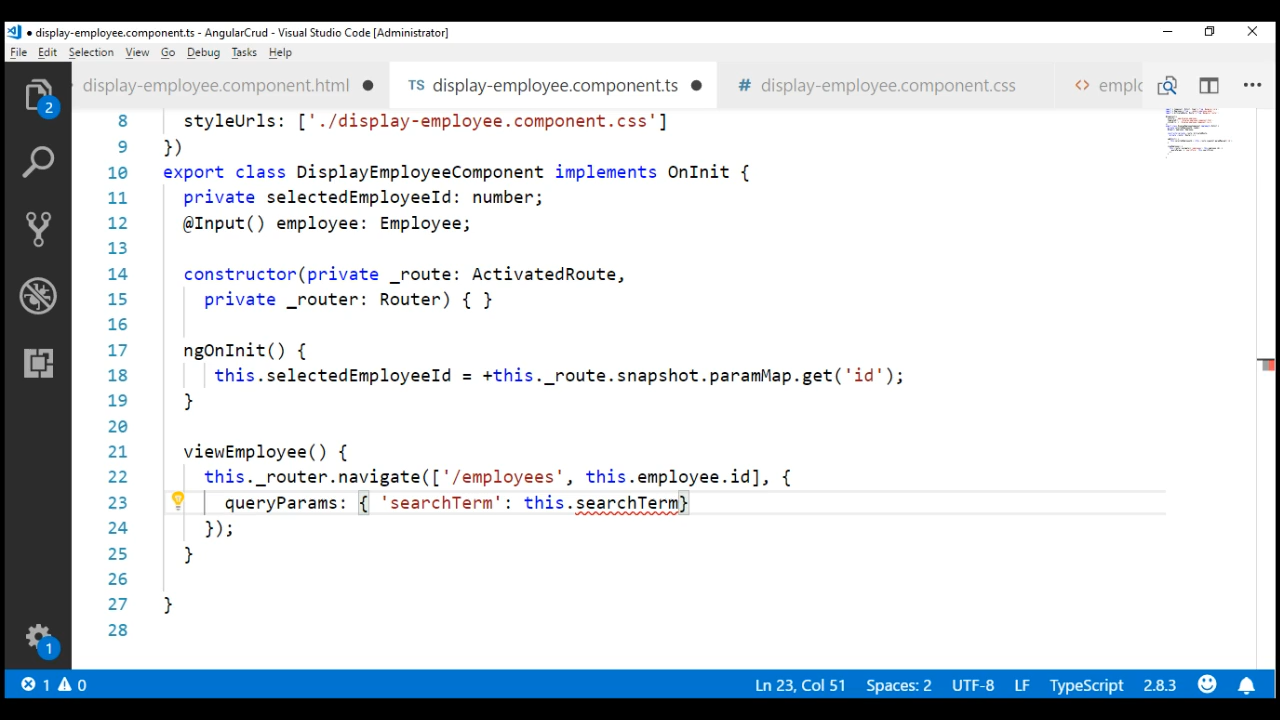 display-employee.component.ts - AngularCrud - Visual Studio Code [Administrator]
File Edit Selection View Go Debug Tasks Help
display-employee.component.html TS display-employee.component.ts # display-employee.component.css <> emplc
2
8 styleUrls: ['./display-employee.component.css']
9 })
10 export class DisplayEmployeeComponent implements OnInit {
11 private selectedEmployeeId: number;
12 @Input() employee: Employee;
13
14 constructor(private _route: ActivatedRoute,
15 private _router: Router) { }
16
17 ngOnInit() {
18 this.selectedEmployeeId = +this._route.snapshot.paramMap.get('id');
19 }
20
21 viewEmployee() {
22 this._router.navigate(['/employees', this.employee.id], {
23 queryParams: { 'searchTerm': this.searchTerm}
24 });
25 }
26
27 }
28
1
1 0 Ln 23, Col 51 Spaces: 2 UTF-8 LF TypeScript 2.8.3